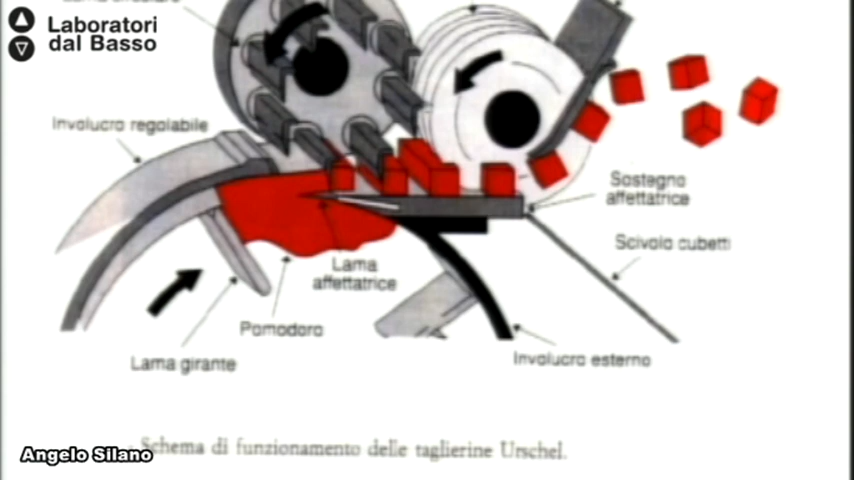 Laboratori
dal Basso
Involucro regolabile
Sostegno
affettatrice
Scivolo cubetti
Lama
affettatrice
Pomodoro
Lama girante
Involucro esterno
Schema di funzionamento delle taglierine Urschel.
Angelo Silano